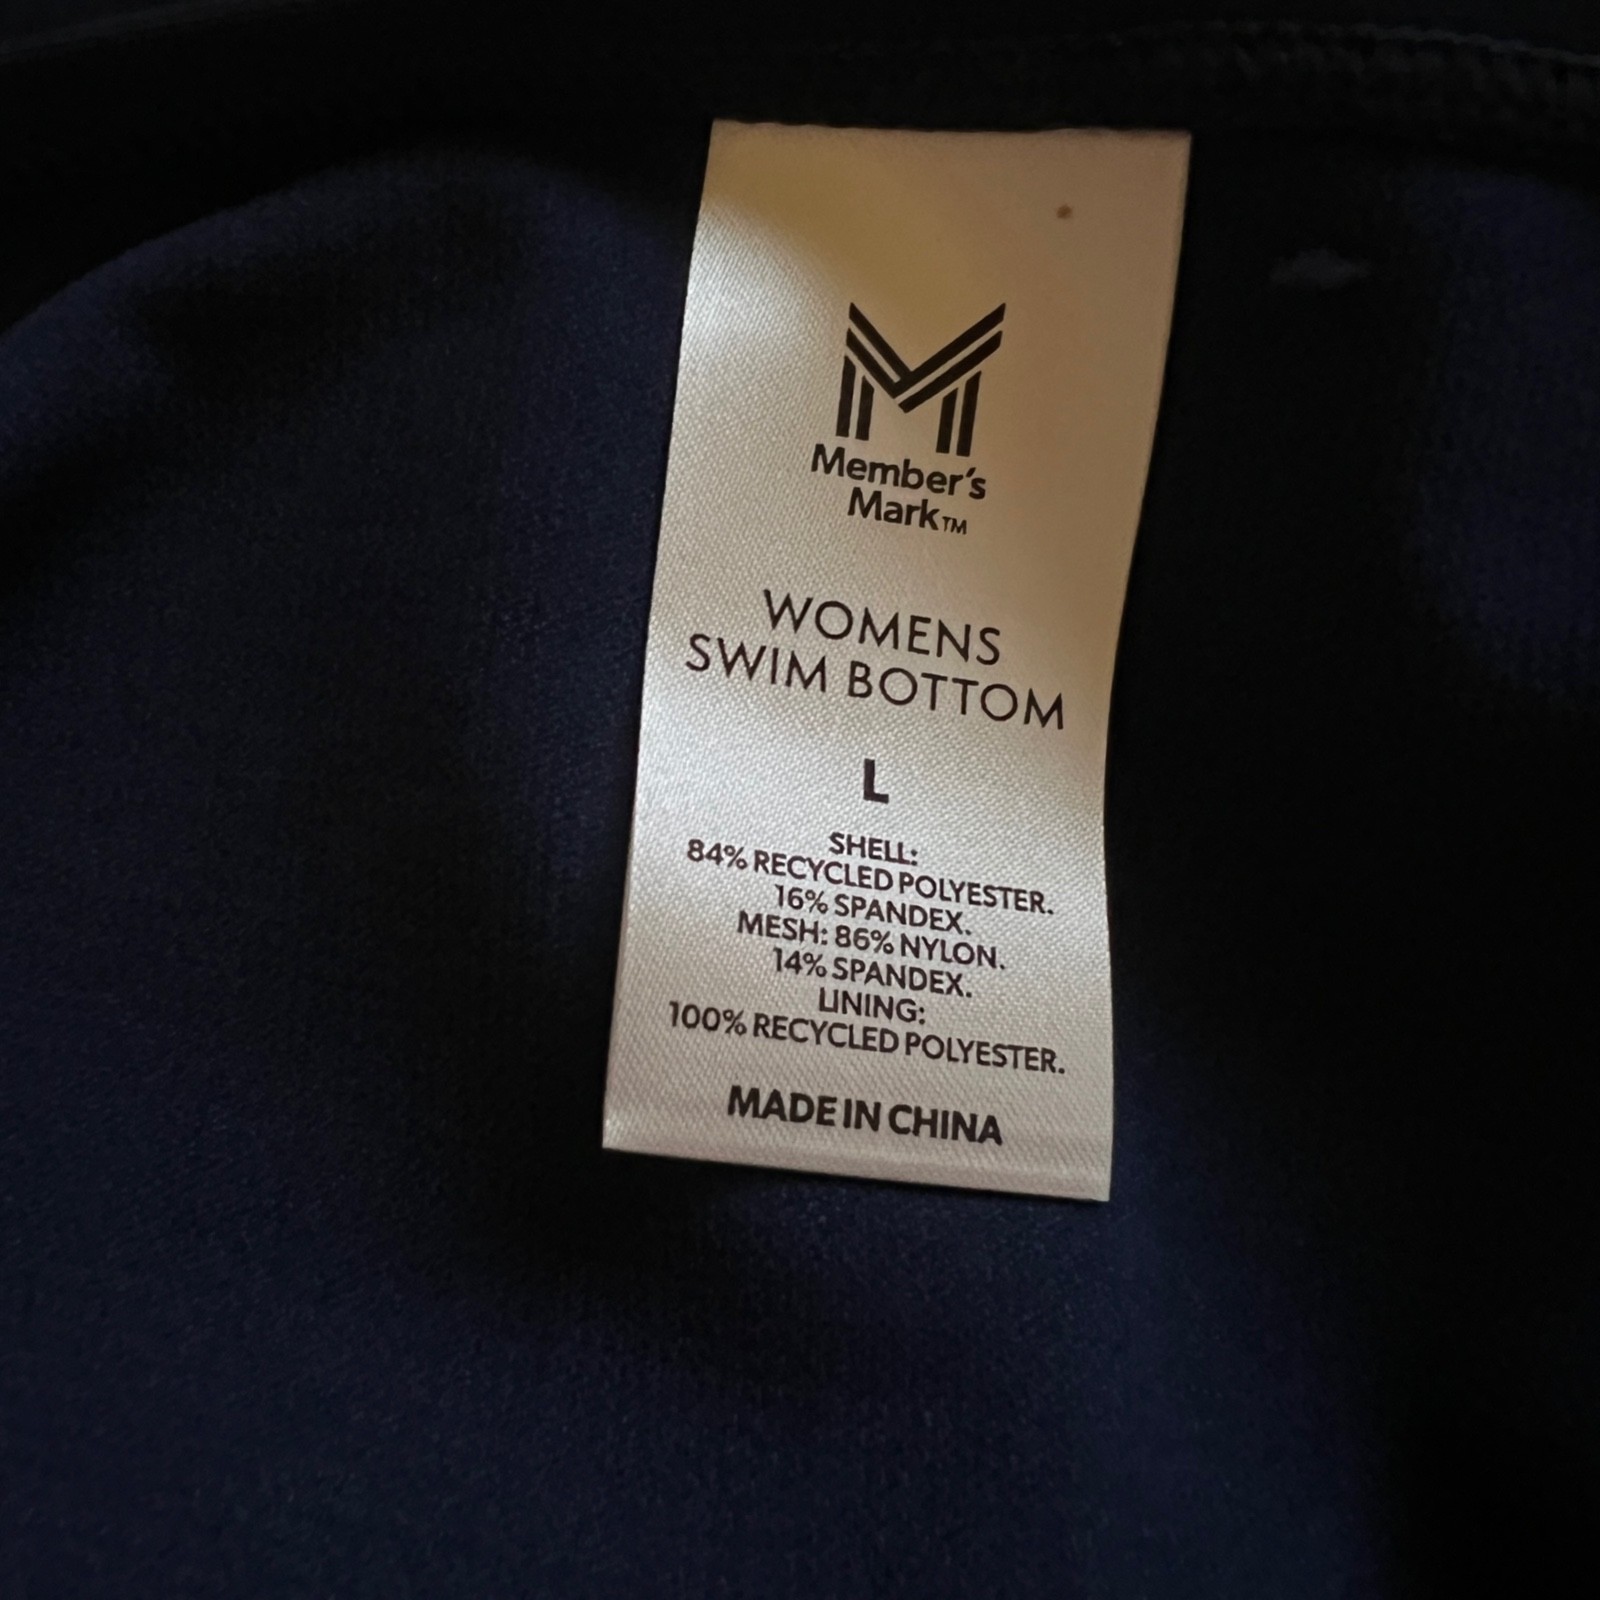 Member's
Mark™
WOMENS
SWIM BOTTOM
L
SHELL:
84% RECYCLED POLYESTER.
16% SPANDEX.
MESH: 86% NYLON.
14% SPANDEX.
LINING:
100% RECYCLED POLYESTER.
MADE IN CHINA